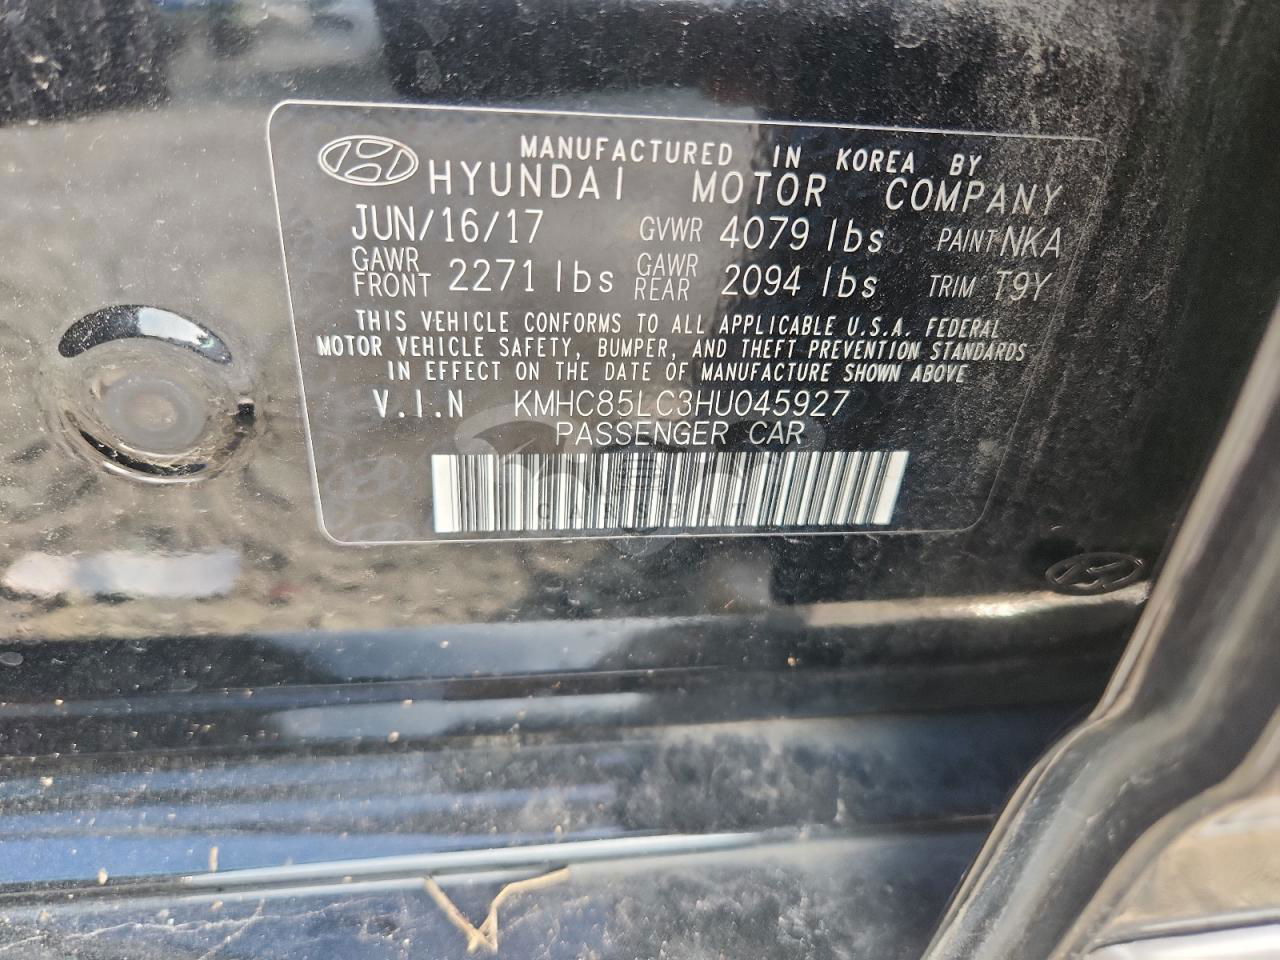 MANUFACTURED IN KOREA BY
HYUNDAI MOTOR COMPANY
JUN/16/17 GVWR 4079 lbs PAINT NKA
GAWR FRONT 2271 lbs GAWR REAR 2094 lbs TRIM T9Y
THIS VEHICLE CONFORMS TO ALL APPLICABLE U.S.A. FEDERAL
MOTOR VEHICLE SAFETY, BUMPER, AND THEFT PREVENTION STANDARDS
IN EFFECT ON THE DATE OF MANUFACTURE SHOWN ABOVE
V.I.N KMHC85LC3HU045927
PASSENGER CAR